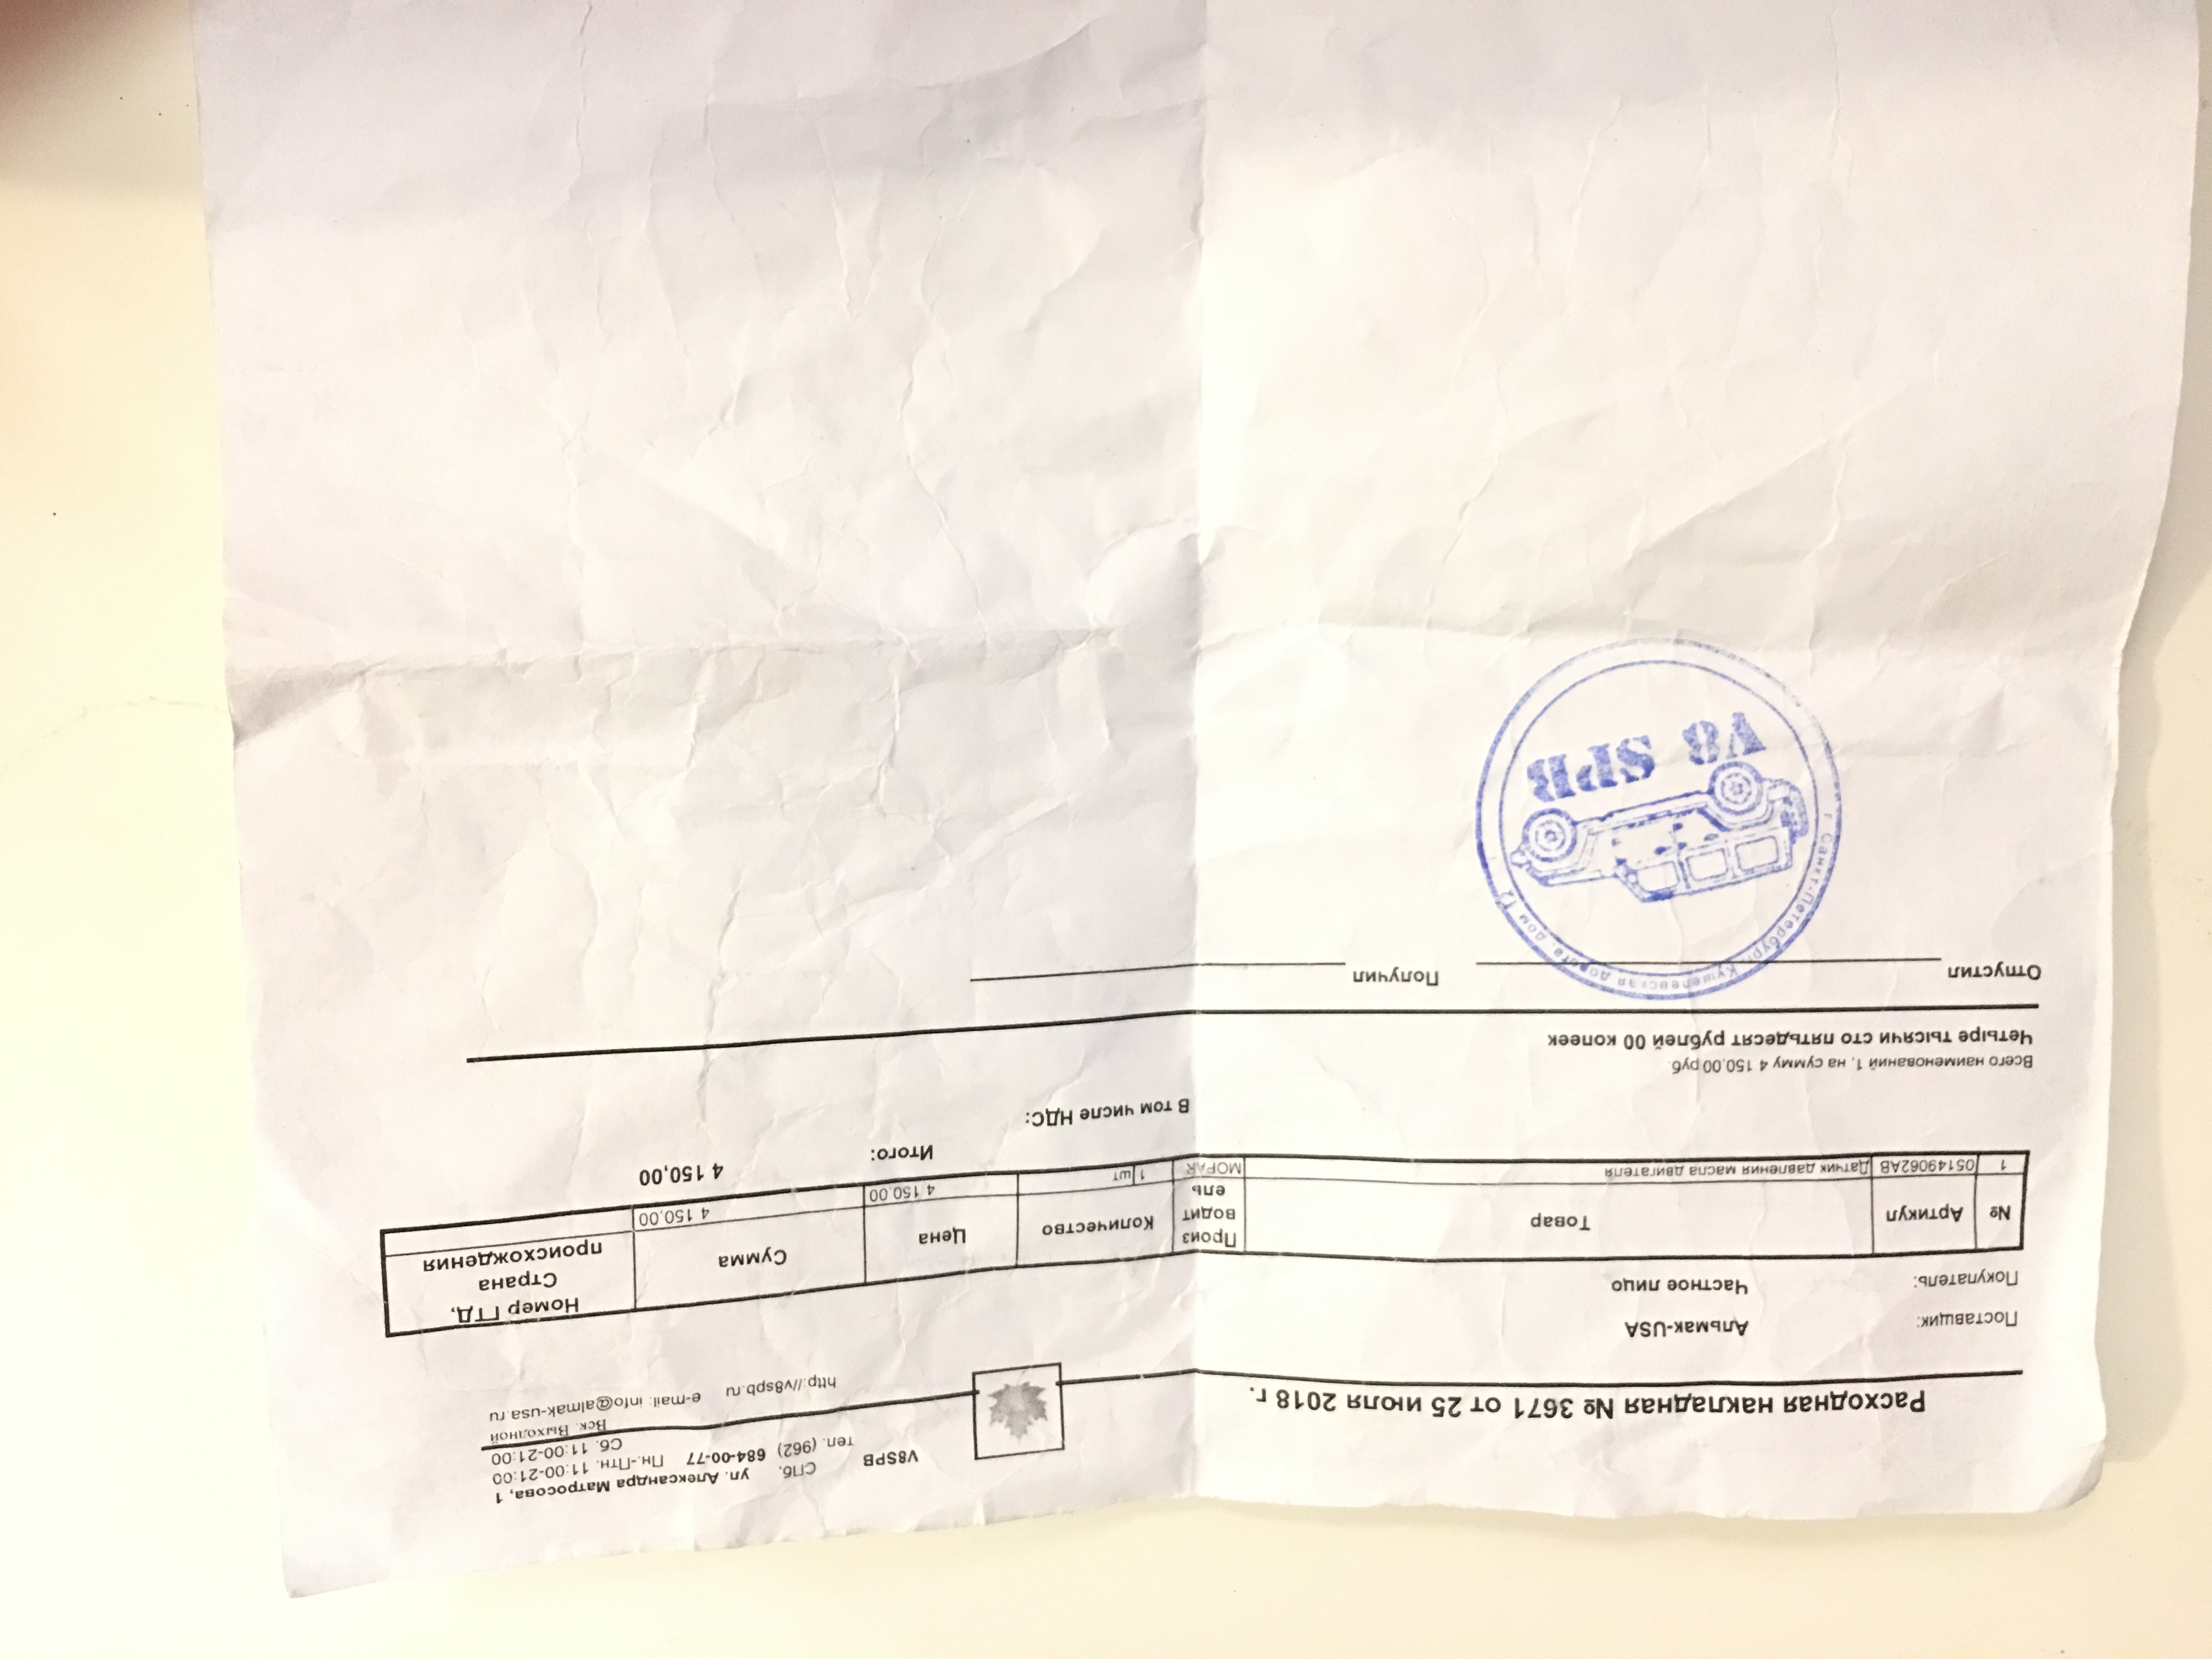 V8SPB СПб, ул. Александра Матросова, 1
тел. (962) 684-00-77 Пн.-Птн. 11:00-21:00
Сб. 11:00-21:00
Вск. Выходной
http://v8spb.ru e-mail: info@almak-usa.ru
Расходная накладная № 3671 от 25 июля 2018 г.
Поставщик: Альмак-USA
Покупатель: Частное лицо
№ Артикул Товар Производитель Количество Цена Сумма Номер ГТД, Страна происхождения
1 05149062AB Датчик давления масла двигателя MOPAR 1 шт 4 150,00 4 150,00
Итого: 4 150,00
В том числе НДС:
Всего наименований 1, на сумму 4 150,00 руб
Четыре тысячи сто пятьдесят рублей 00 копеек
Отпустил Получил
г. Санкт-Петербург, Кушелевская дорога, дом 12
V8 SPB